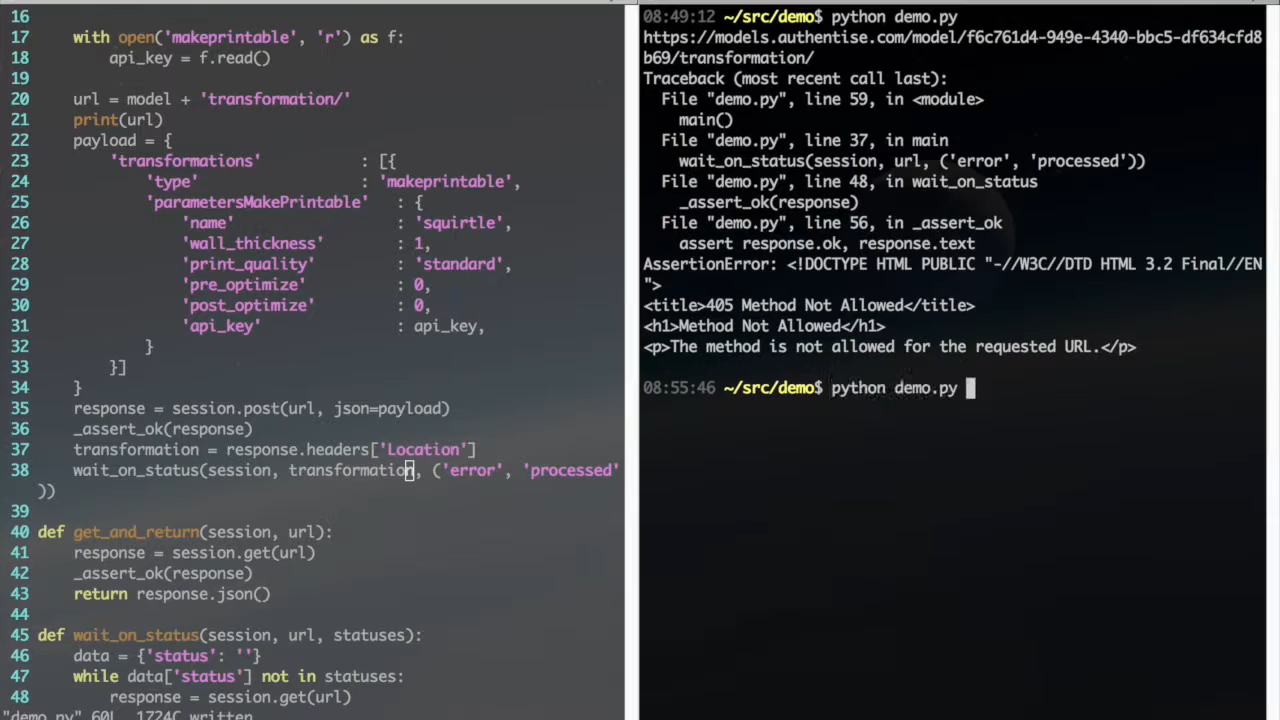 16
17     with open('makeprintable', 'r') as f:
18         api_key = f.read()
19
20     url = model + 'transformation/'
21     print(url)
22     payload = {
23         'transformations'           : [{
24             'type'                  : 'makeprintable',
25             'parametersMakePrintable'   : {
26                 'name'                  : 'squirtle',
27                 'wall_thickness'        : 1,
28                 'print_quality'         : 'standard',
29                 'pre_optimize'          : 0,
30                 'post_optimize'         : 0,
31                 'api_key'               : api_key,
32             }
33         }]
34     }
35     response = session.post(url, json=payload)
36     _assert_ok(response)
37     transformation = response.headers['Location']
38     wait_on_status(session, transformation, ('error', 'processed'
))
39
40 def get_and_return(session, url):
41     response = session.get(url)
42     _assert_ok(response)
43     return response.json()
44
45 def wait_on_status(session, url, statuses):
46     data = {'status': ''}
47     while data['status'] not in statuses:
48         response = session.get(url)
"demo.py" 60L, 1724C written
08:49:12 ~/src/demo$ python demo.py
https://models.authentise.com/model/f6c761d4-949e-4340-bbc5-df634cfd8
b69/transformation/
Traceback (most recent call last):
  File "demo.py", line 59, in <module>
    main()
  File "demo.py", line 37, in main
    wait_on_status(session, url, ('error', 'processed'))
  File "demo.py", line 48, in wait_on_status
    _assert_ok(response)
  File "demo.py", line 56, in _assert_ok
    assert response.ok, response.text
AssertionError: <!DOCTYPE HTML PUBLIC "-//W3C//DTD HTML 3.2 Final//EN
">
<title>405 Method Not Allowed</title>
<h1>Method Not Allowed</h1>
<p>The method is not allowed for the requested URL.</p>
08:55:46 ~/src/demo$ python demo.py